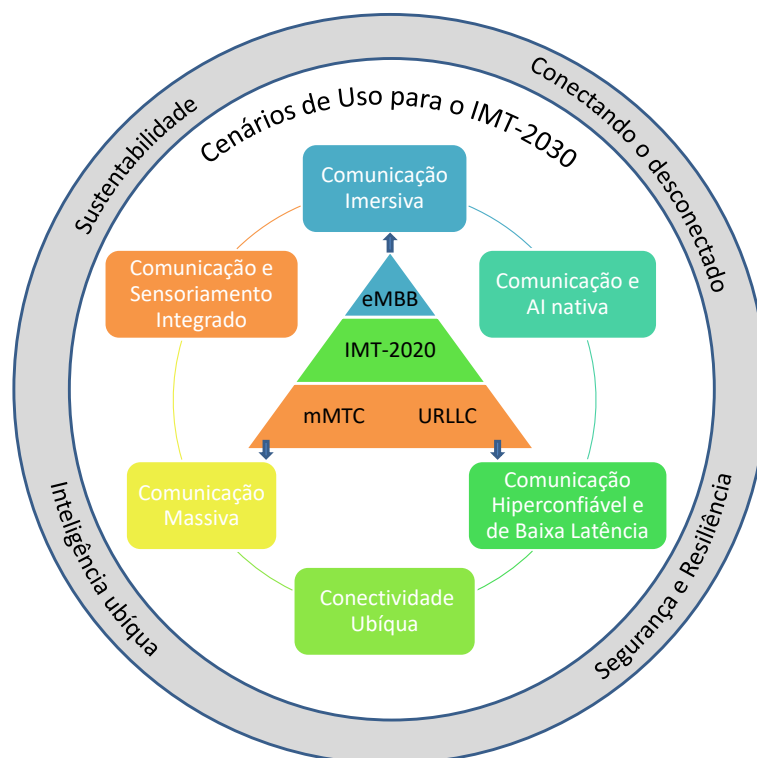 Sustentabilidade
Conectando o desconectado
Cenários de Uso para o IMT-2030
Comunicação
Imersiva
Comunicação e
Sensoriamento
Integrado
Comunicação e
AI nativa
eMBB
IMT-2020
mMTC
URLLC
Comunicação
Massiva
Comunicação
Hiperconfiável e
de Baixa Latência
Conectividade
Ubíqua
Inteligência ubíqua
Segurança e Resiliência